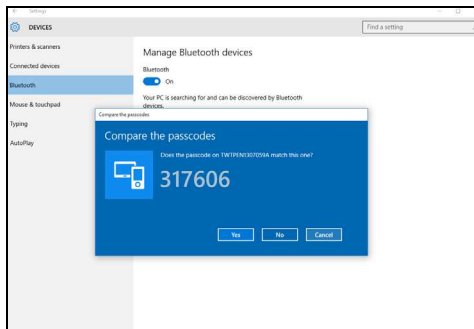 Settings
DEVICES
Find a setting
Printers & scanners
Connected devices
Bluetooth
Mouse & touchpad
Typing
AutoPlay
Manage Bluetooth devices
Bluetooth
On
Your PC is searching for and can be discovered by Bluetooth
devices.
Compare the passcodes
Compare the passcodes
Does the passcode on TWTPEN1307059A match this one?
317606
Yes
No
Cancel